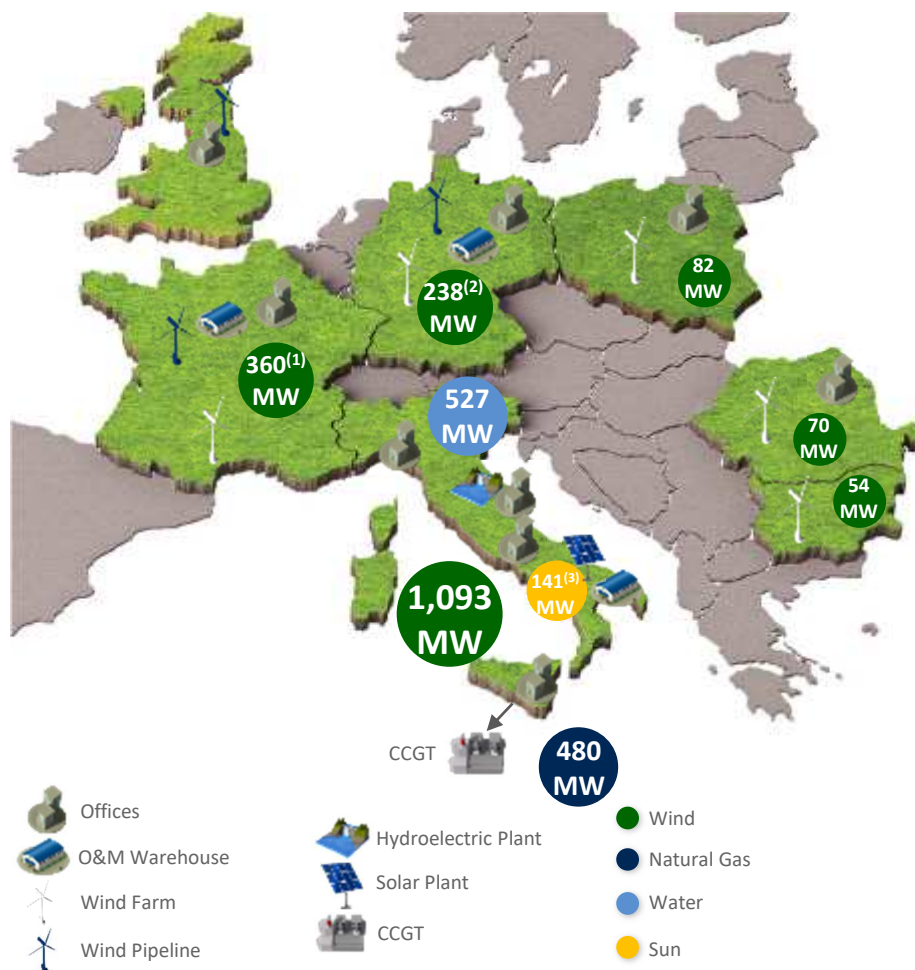 82
MW
238(2)
MW
360(1)
MW
527
MW
70
MW
54
MW
141(3)
MW
1,093
MW
CCGT
480
MW
Offices
O&M Warehouse
Wind Farm
Wind Pipeline
Hydroelectric Plant
Solar Plant
CCGT
Wind
Natural Gas
Water
Sun